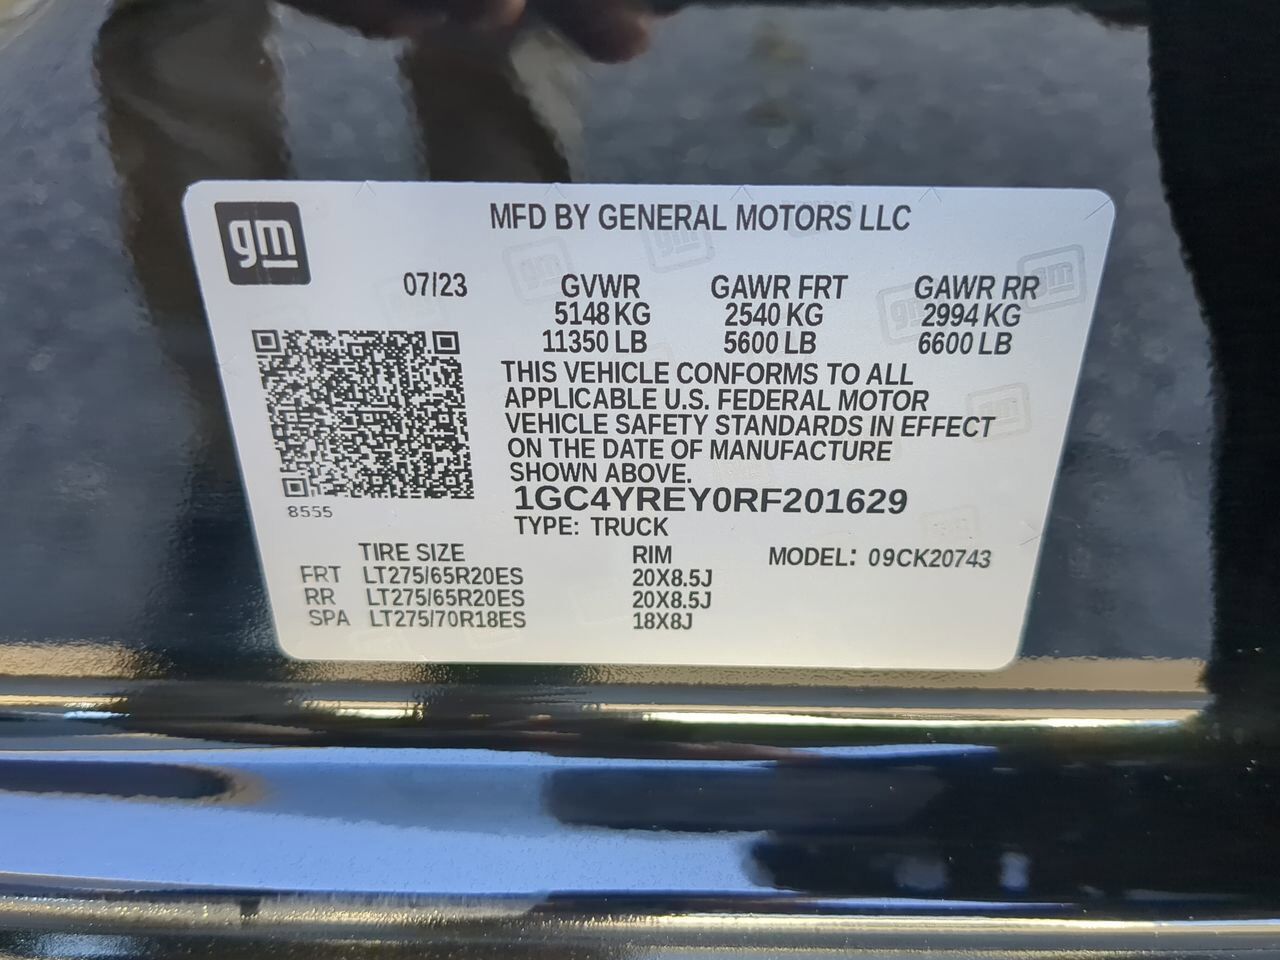 gm
MFD BY GENERAL MOTORS LLC
07/23 GVWR GAWR FRT GAWR RR
5148 KG 2540 KG 2994 KG
11350 LB 5600 LB 6600 LB
THIS VEHICLE CONFORMS TO ALL
APPLICABLE U.S. FEDERAL MOTOR
VEHICLE SAFETY STANDARDS IN EFFECT
ON THE DATE OF MANUFACTURE
SHOWN ABOVE.
1GC4YREY0RF201629
8555
TYPE: TRUCK
TIRE SIZE RIM MODEL: 09CK20743
FRT LT275/65R20ES 20X8.5J
RR LT275/65R20ES 20X8.5J
SPA LT275/70R18ES 18X8J